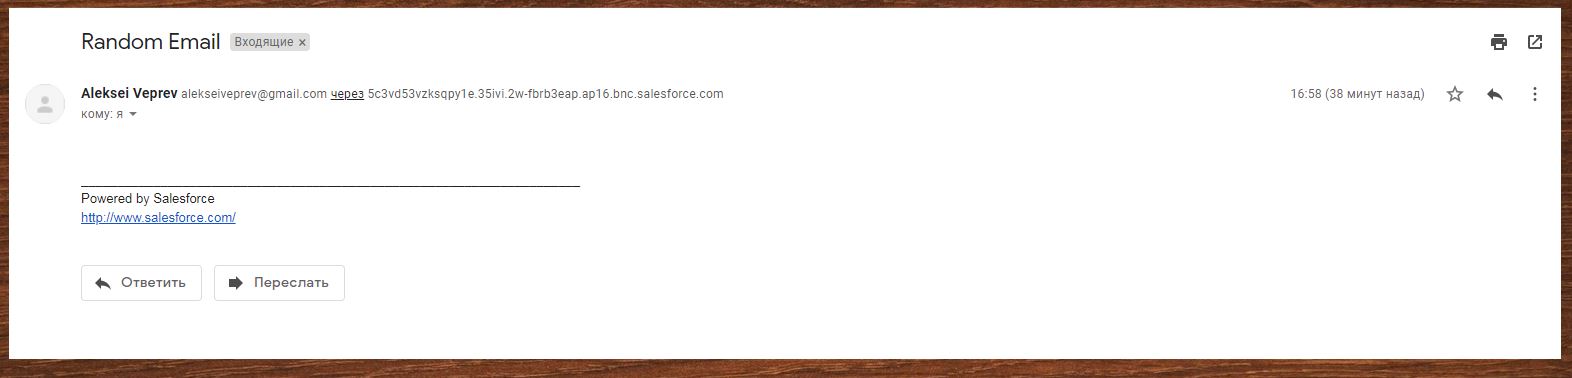 Random Email Входящие ×
Aleksei Veprev alekseiveprev@gmail.com через 5c3vd53vzksqpy1e.35ivi.2w-fbrb3eap.ap16.bnc.salesforce.com 16:58 (38 минут назад)
кому: я
Powered by Salesforce
http://www.salesforce.com/
Ответить Переслать